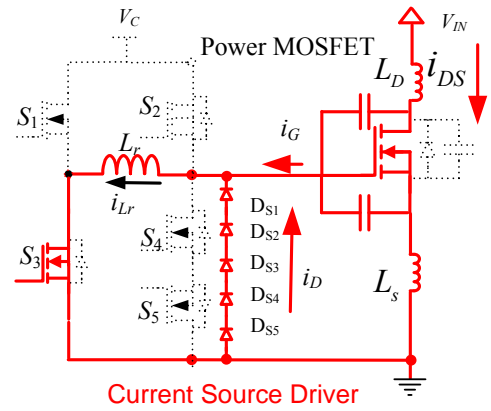 V_C
V_IN
Power MOSFET
L_D
i_DS
S_1
S_2
L_r
i_G
i_Lr
D_S1
S_4
D_S2
S_3
D_S3
i_D
L_s
S_5
D_S4
D_S5
Current Source Driver